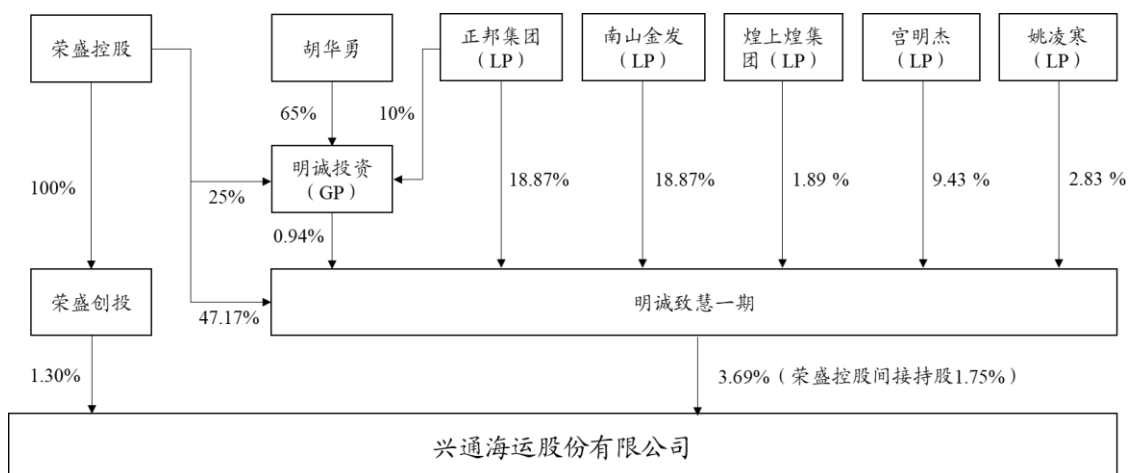 荣盛控股
胡华勇
正邦集团
（LP）
南山金发
（LP）
煌上煌集
团（LP）
宫明杰
（LP）
姚凌寒
（LP）
65%
10%
明诚投资
（GP）
100%
25%
18.87%
18.87%
1.89 %
9.43 %
2.83 %
0.94%
荣盛创投
47.17%
明诚致慧一期
1.30%
3.69%（荣盛控股间接持股1.75%）
兴通海运股份有限公司